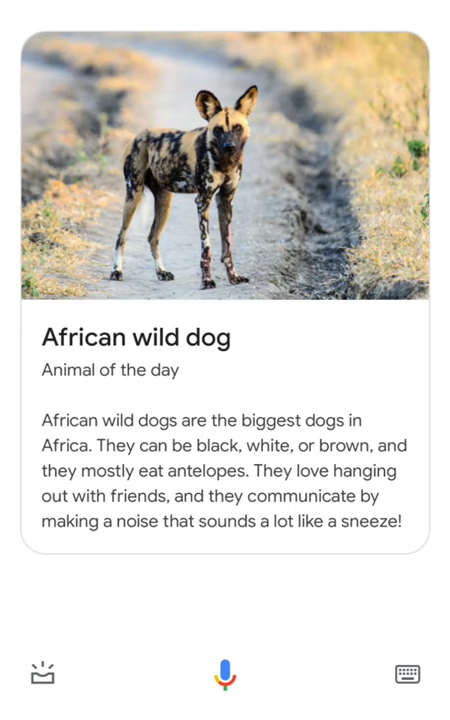 African wild dog
Animal of the day
African wild dogs are the biggest dogs in
Africa. They can be black, white, or brown, and
they mostly eat antelopes. They love hanging
out with friends, and they communicate by
making a noise that sounds a lot like a sneeze!